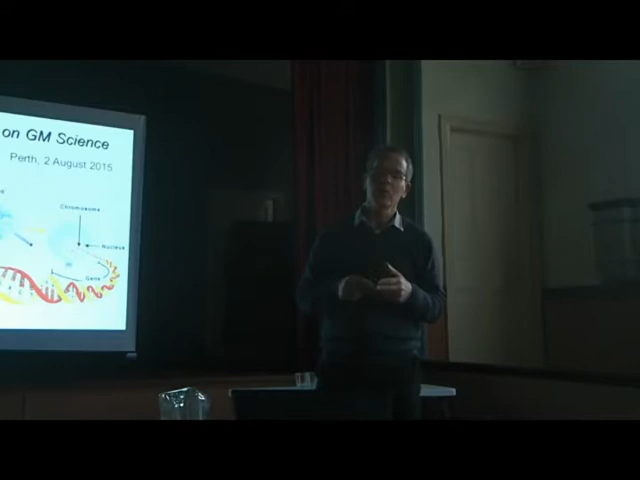 on GM Science
Perth, 2 August 2015
Chromosome
Nucleus
Gene